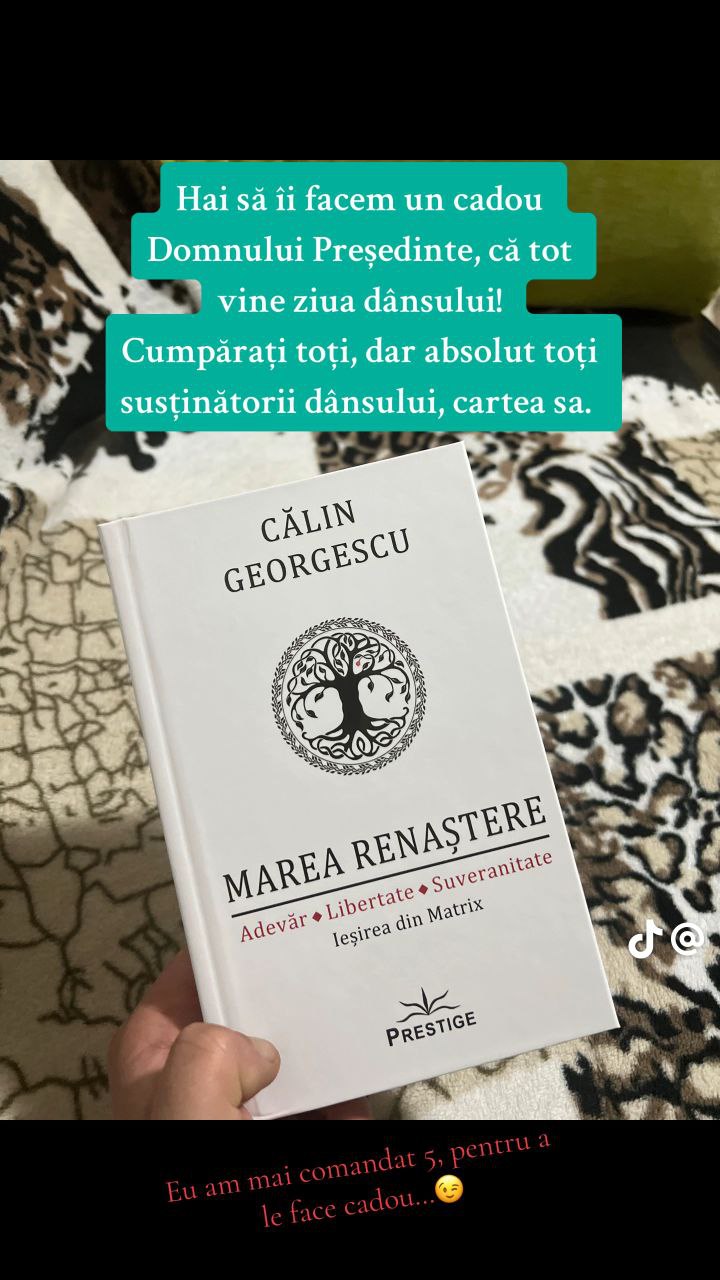 Hai să îi facem un cadou
Domnului Președinte, că tot
vine ziua dânsului!
Cumpărați toți, dar absolut toți
susținătorii dânsului, cartea sa.
CĂLIN
GEORGESCU
MAREA RENAȘTERE
Adevăr ◆ Libertate ◆ Suveranitate
Ieșirea din Matrix
PRESTIGE
Eu am mai comandat 5, pentru a
le face cadou...😉